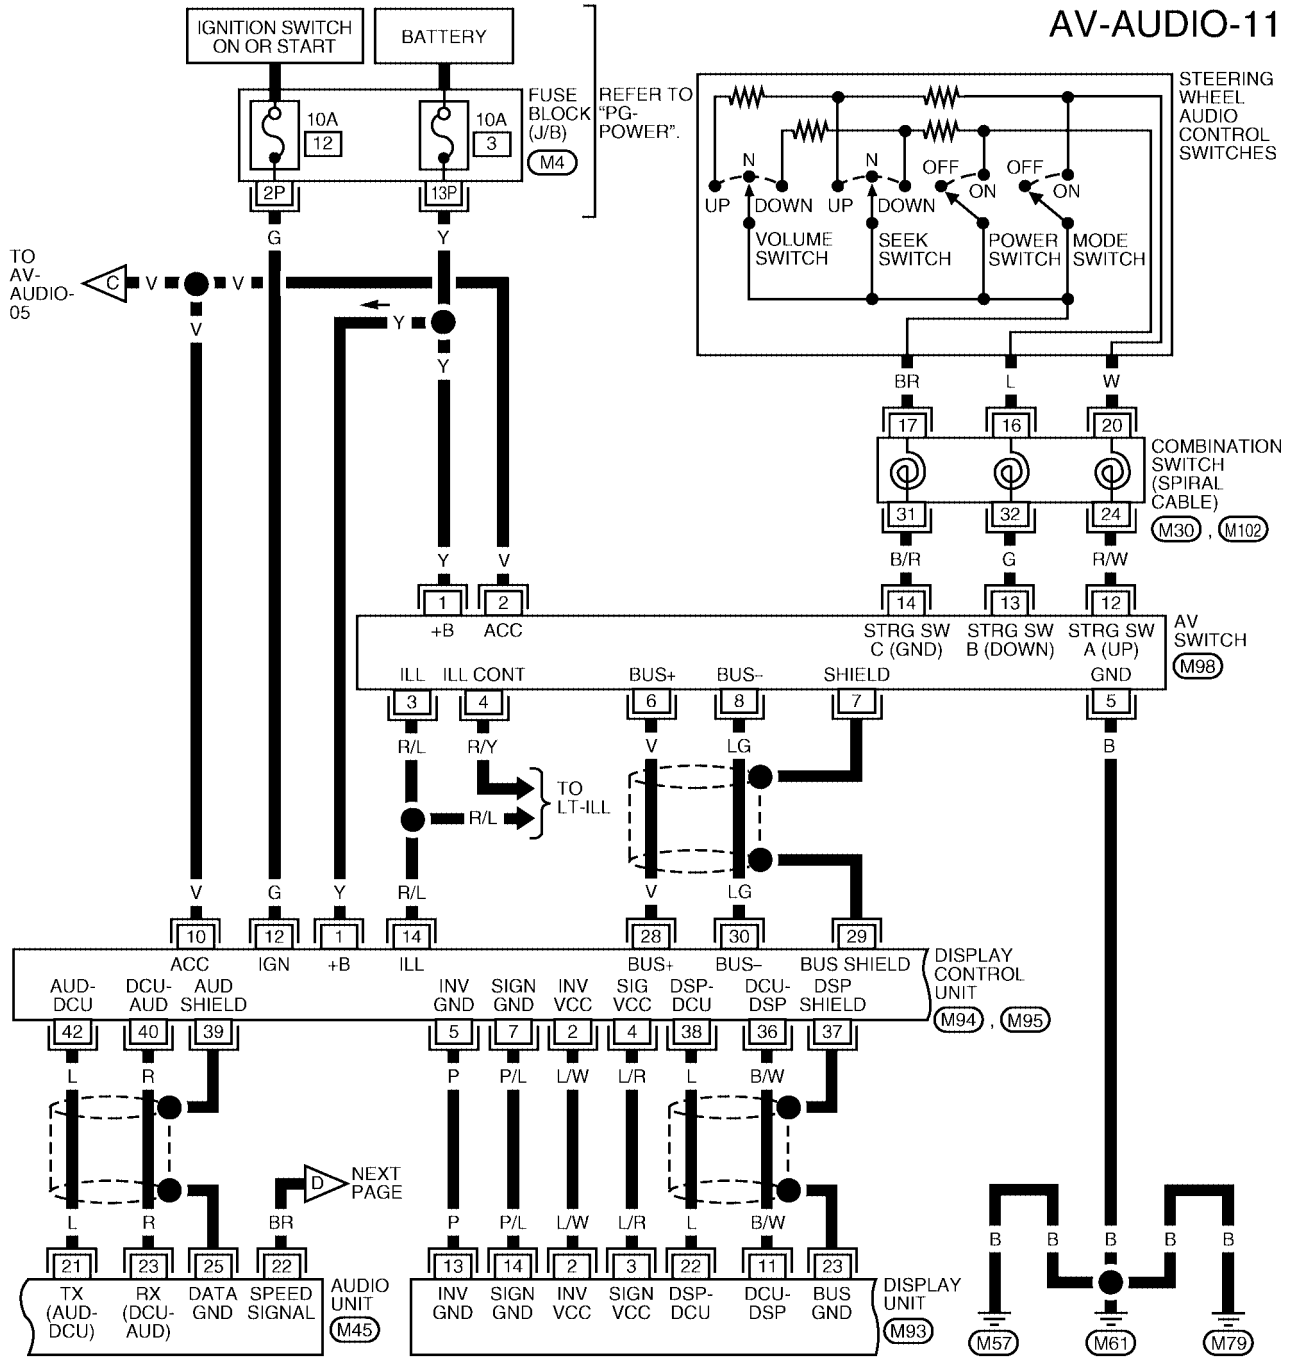 AV-AUDIO-11
IGNITION SWITCH
ON OR START
BATTERY
10A
12
10A
3
FUSE
BLOCK
(J/B)
M4
REFER TO
"PG-
POWER".
2P
13P
G
Y
TO
AV-
AUDIO-
05
C
V
V
V
Y
Y
STEERING
WHEEL
AUDIO
CONTROL
SWITCHES
UP
N
DOWN
UP
N
DOWN
OFF
ON
OFF
ON
VOLUME
SWITCH
SEEK
SWITCH
POWER
SWITCH
MODE
SWITCH
BR
L
W
17
16
20
COMBINATION
SWITCH
(SPIRAL
CABLE)
M30 , M102
31
32
24
B/R
G
R/W
Y
V
1
2
14
13
12
+B
ACC
STRG SW
C (GND)
STRG SW
B (DOWN)
STRG SW
A (UP)
AV
SWITCH
M98
ILL
ILL CONT
BUS+
BUS–
SHIELD
GND
3
4
6
8
7
5
R/L
R/Y
V
LG
B
R/L
TO
LT-ILL
V
G
Y
R/L
V
LG
10
12
1
14
28
30
29
ACC
IGN
+B
ILL
BUS+
BUS–
BUS SHIELD
DISPLAY
CONTROL
UNIT
M94 , M95
AUD-
DCU
DCU-
AUD
AUD
SHIELD
INV
GND
SIGN
GND
INV
VCC
SIG
VCC
DSP-
DCU
DCU-
DSP
DSP
SHIELD
42
40
39
5
7
2
4
38
36
37
L
R
P
P/L
L/W
L/R
L
B/W
D
NEXT
PAGE
L
R
BR
P
P/L
L/W
L/R
L
B/W
B
B
B
B
B
21
23
25
22
13
14
2
3
22
11
23
TX
(AUD-
DCU)
RX
(DCU-
AUD)
DATA
GND
SPEED
SIGNAL
AUDIO
UNIT
M45
INV
GND
SIGN
GND
INV
VCC
SIGN
VCC
DSP-
DCU
DCU-
DSP
BUS
GND
DISPLAY
UNIT
M93
M57
M61
M79